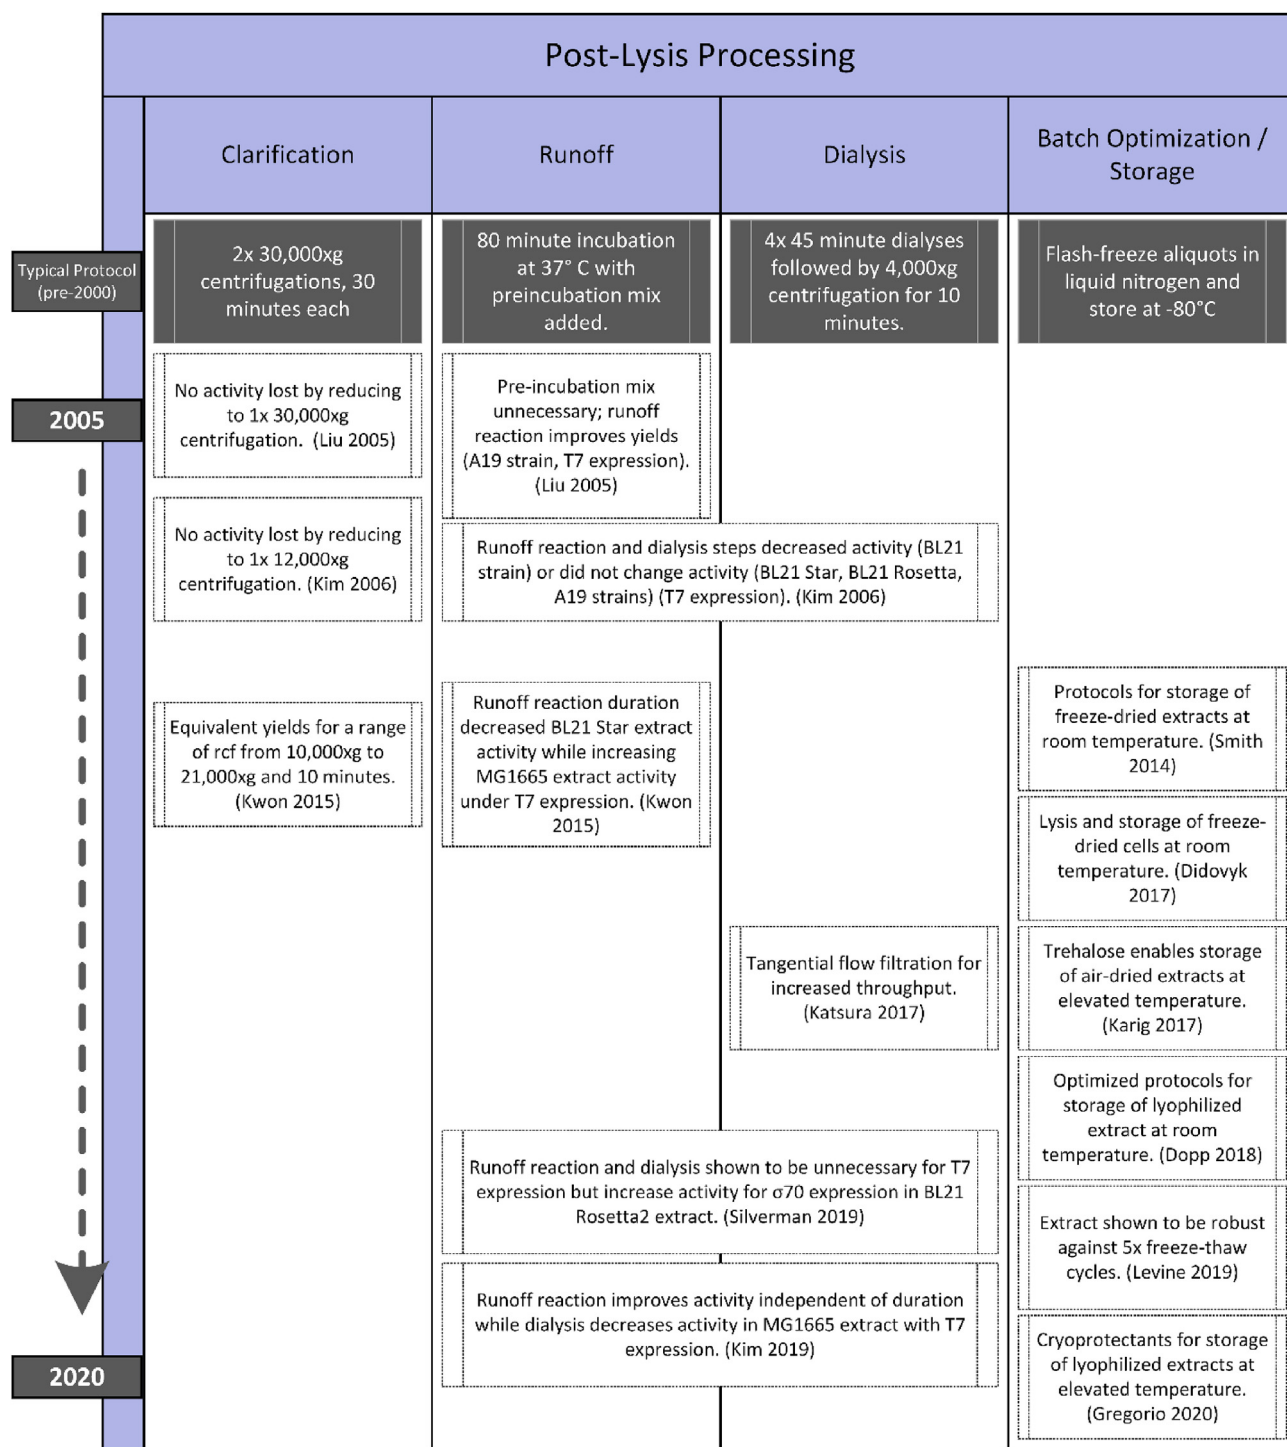 Post-Lysis Processing
Clarification
Runoff
Dialysis
Batch Optimization /
Storage
Typical Protocol
(pre-2000)
2x 30,000xg
centrifugations, 30
minutes each
80 minute incubation
at 37° C with
preincubation mix
added.
4x 45 minute dialyses
followed by 4,000xg
centrifugation for 10
minutes.
Flash-freeze aliquots in
liquid nitrogen and
store at -80°C
2005
No activity lost by reducing
to 1x 30,000xg
centrifugation. (Liu 2005)
Pre-incubation mix
unnecessary; runoff
reaction improves yields
(A19 strain, T7 expression).
(Liu 2005)
No activity lost by reducing
to 1x 12,000xg
centrifugation. (Kim 2006)
Runoff reaction and dialysis steps decreased activity (BL21
strain) or did not change activity (BL21 Star, BL21 Rosetta,
A19 strains) (T7 expression). (Kim 2006)
Equivalent yields for a range
of rcf from 10,000xg to
21,000xg and 10 minutes.
(Kwon 2015)
Runoff reaction duration
decreased BL21 Star extract
activity while increasing
MG1665 extract activity
under T7 expression. (Kwon
2015)
Protocols for storage of
freeze-dried extracts at
room temperature. (Smith
2014)
Lysis and storage of freeze-
dried cells at room
temperature. (Didovyk
2017)
Tangential flow filtration for
increased throughput.
(Katsura 2017)
Trehalose enables storage
of air-dried extracts at
elevated temperature.
(Karig 2017)
Optimized protocols for
storage of lyophilized
extract at room
temperature. (Dopp 2018)
Runoff reaction and dialysis shown to be unnecessary for T7
expression but increase activity for σ70 expression in BL21
Rosetta2 extract. (Silverman 2019)
Extract shown to be robust
against 5x freeze-thaw
cycles. (Levine 2019)
Runoff reaction improves activity independent of duration
while dialysis decreases activity in MG1665 extract with T7
expression. (Kim 2019)
2020
Cryoprotectants for storage
of lyophilized extracts at
elevated temperature.
(Gregorio 2020)